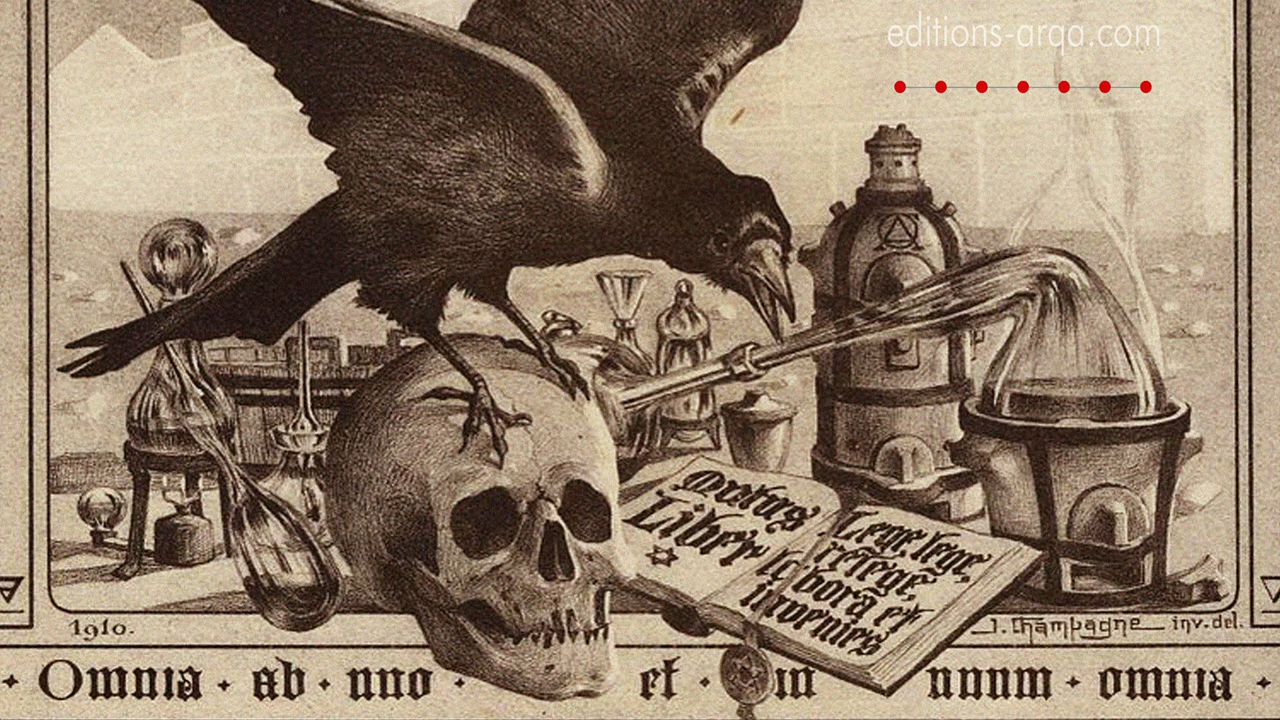 editions-arqa.com
Mutus
Liber
Lege, lege,
relege,
labora et
invenies
1910.
J. Champagne inv. del.
· Omnia · ab · uno · et · in unum · omnia ·